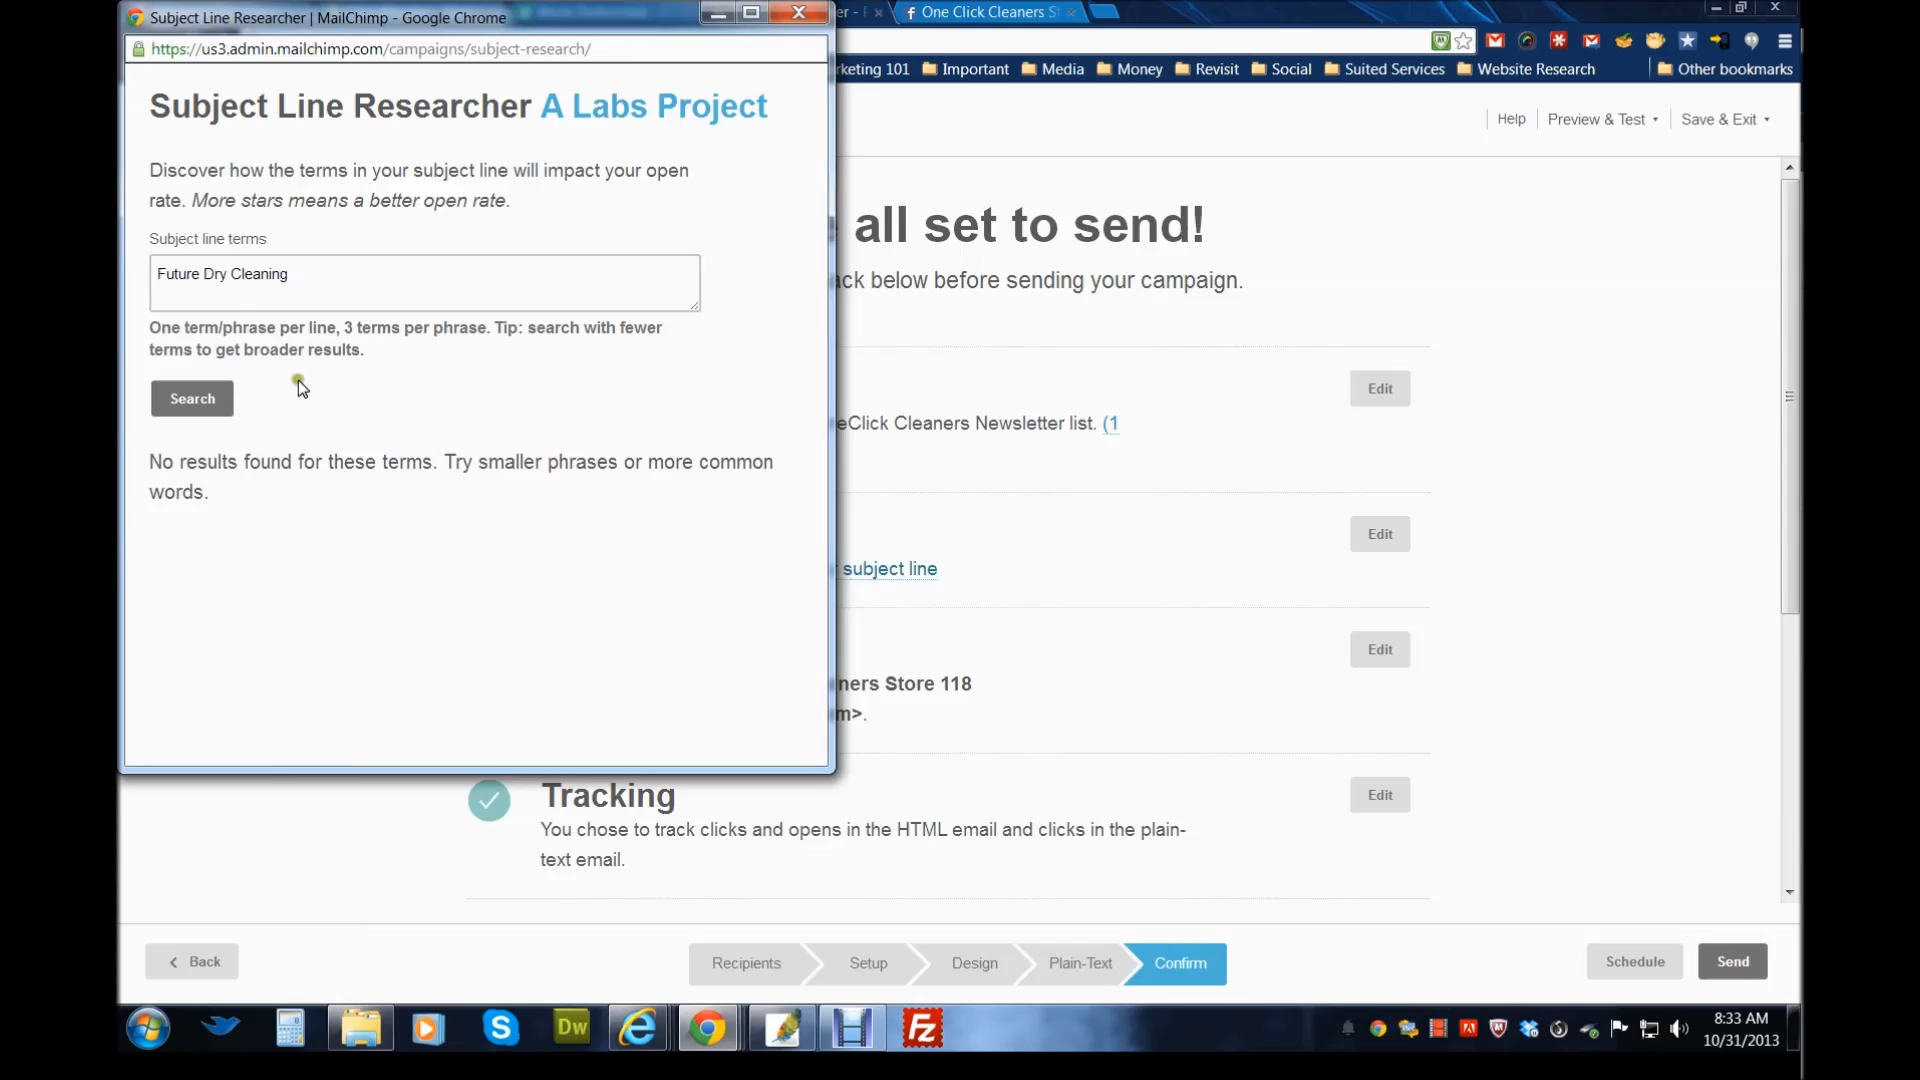 Subject Line Researcher | MailChimp - Google Chrome
One Click Cleaners S
https://us3.admin.mailchimp.com/campaigns/subject-research/
rketing 101 Important Media Money Revisit Social Suited Services Website Research Other bookmarks
Subject Line Researcher A Labs Project
Help Preview & Test Save & Exit
Discover how the terms in your subject line will impact your open
rate. More stars means a better open rate.
all set to send!
Subject line terms
Future Dry Cleaning
ck below before sending your campaign.
One term/phrase per line, 3 terms per phrase. Tip: search with fewer
terms to get broader results.
Search
Edit
eClick Cleaners Newsletter list. (1
No results found for these terms. Try smaller phrases or more common
words.
Edit
subject line
Edit
ners Store 118
m>.
Tracking
Edit
You chose to track clicks and opens in the HTML email and clicks in the plain-
text email.
Back Recipients Setup Design Plain-Text Confirm Schedule Send
S Dw Fz
8:33 AM
10/31/2013